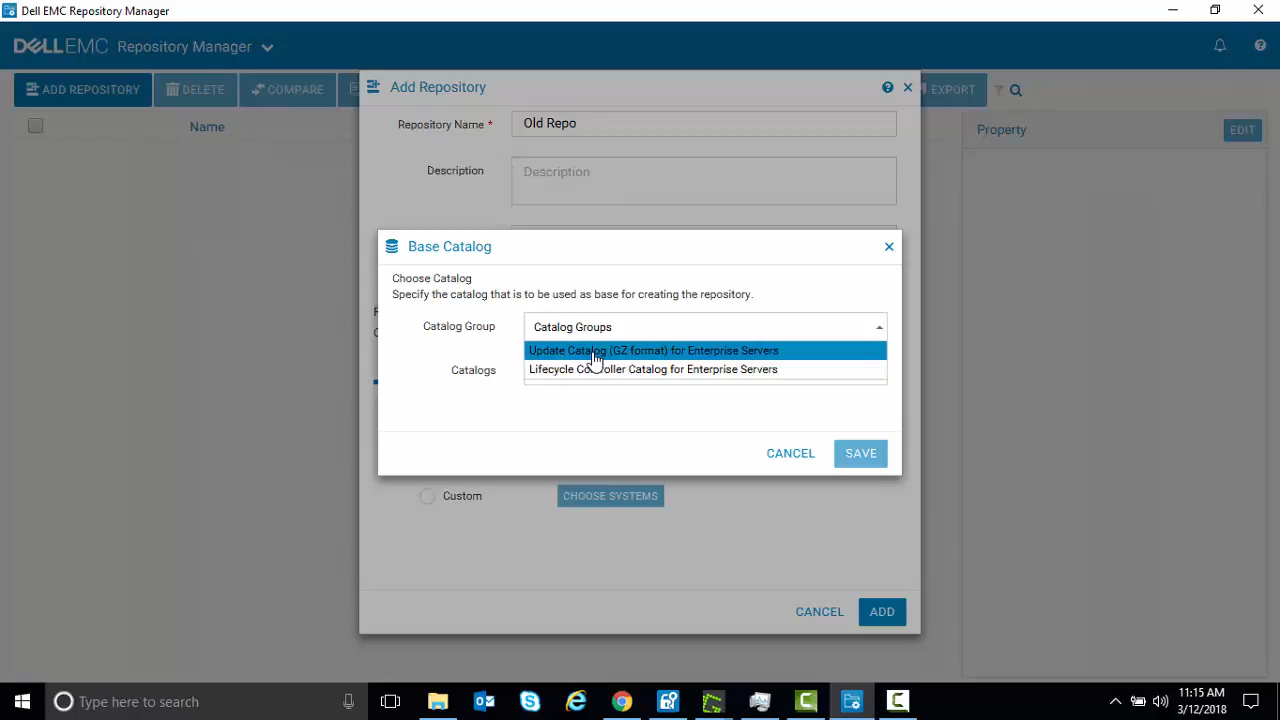 Dell EMC Repository Manager
DELLEMC Repository Manager
ADD REPOSITORY
DELETE
COMPARE
EXPORT
Add Repository
Name
Repository Name *
Old Repo
Property
EDIT
Description
Description
Base Catalog
Choose Catalog
Specify the catalog that is to be used as base for creating the repository.
Catalog Group
Catalog Groups
Update Catalog (GZ format) for Enterprise Servers
Catalogs
Lifecycle Controller Catalog for Enterprise Servers
CANCEL
SAVE
Custom
CHOOSE SYSTEMS
CANCEL
ADD
Type here to search
11:15 AM
3/12/2018